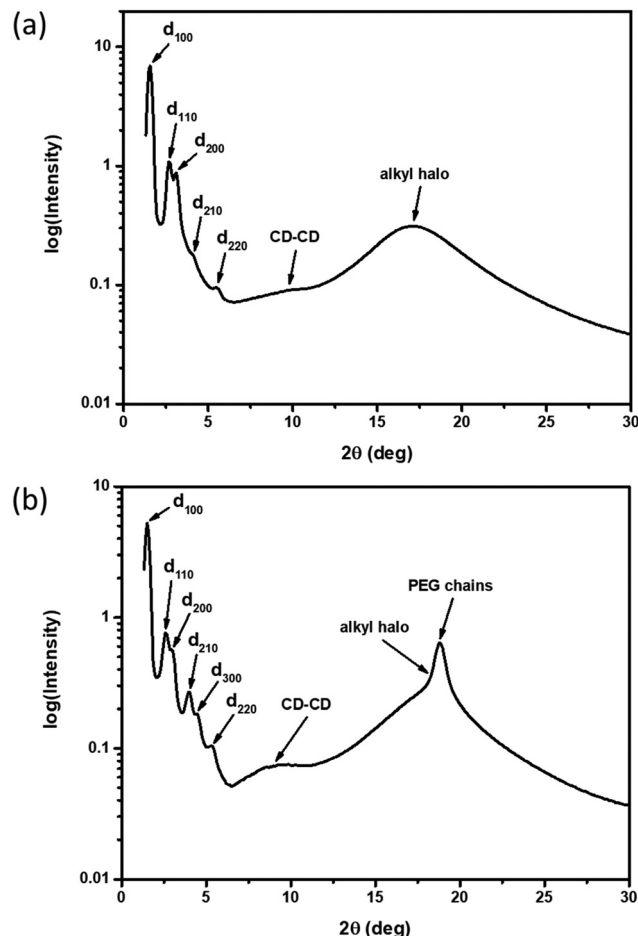 (a)
10
1
0.1
0.01
log(Intensity)
d100
d110
d200
d210
d220
CD-CD
alkyl halo
0 5 10 15 20 25 30
2θ (deg)
(b)
10
1
0.1
0.01
log(Intensity)
d100
d110
d200
d210
d300
d220
CD-CD
alkyl halo
PEG chains
0 5 10 15 20 25 30
2θ (deg)